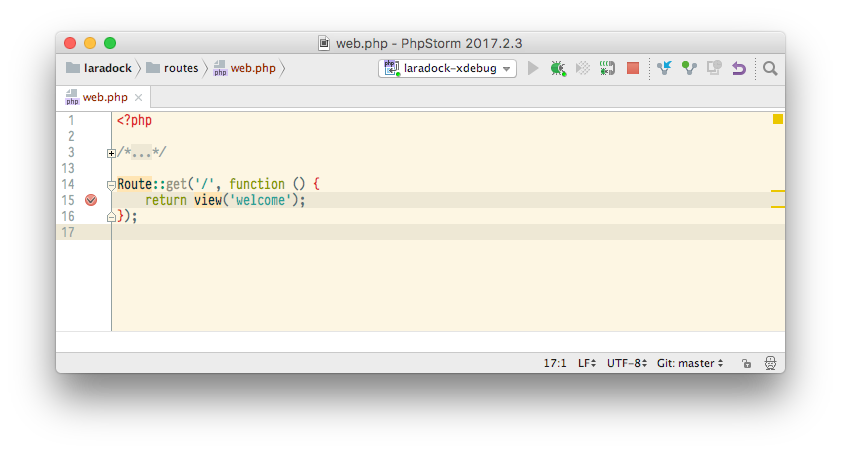 web.php - PhpStorm 2017.2.3
laradock routes web.php laradock-xdebug
web.php
1 <?php
2
3 /*...*/
13
14 Route::get('/', function () {
15     return view('welcome');
16 });
17
17:1 LF UTF-8 Git: master